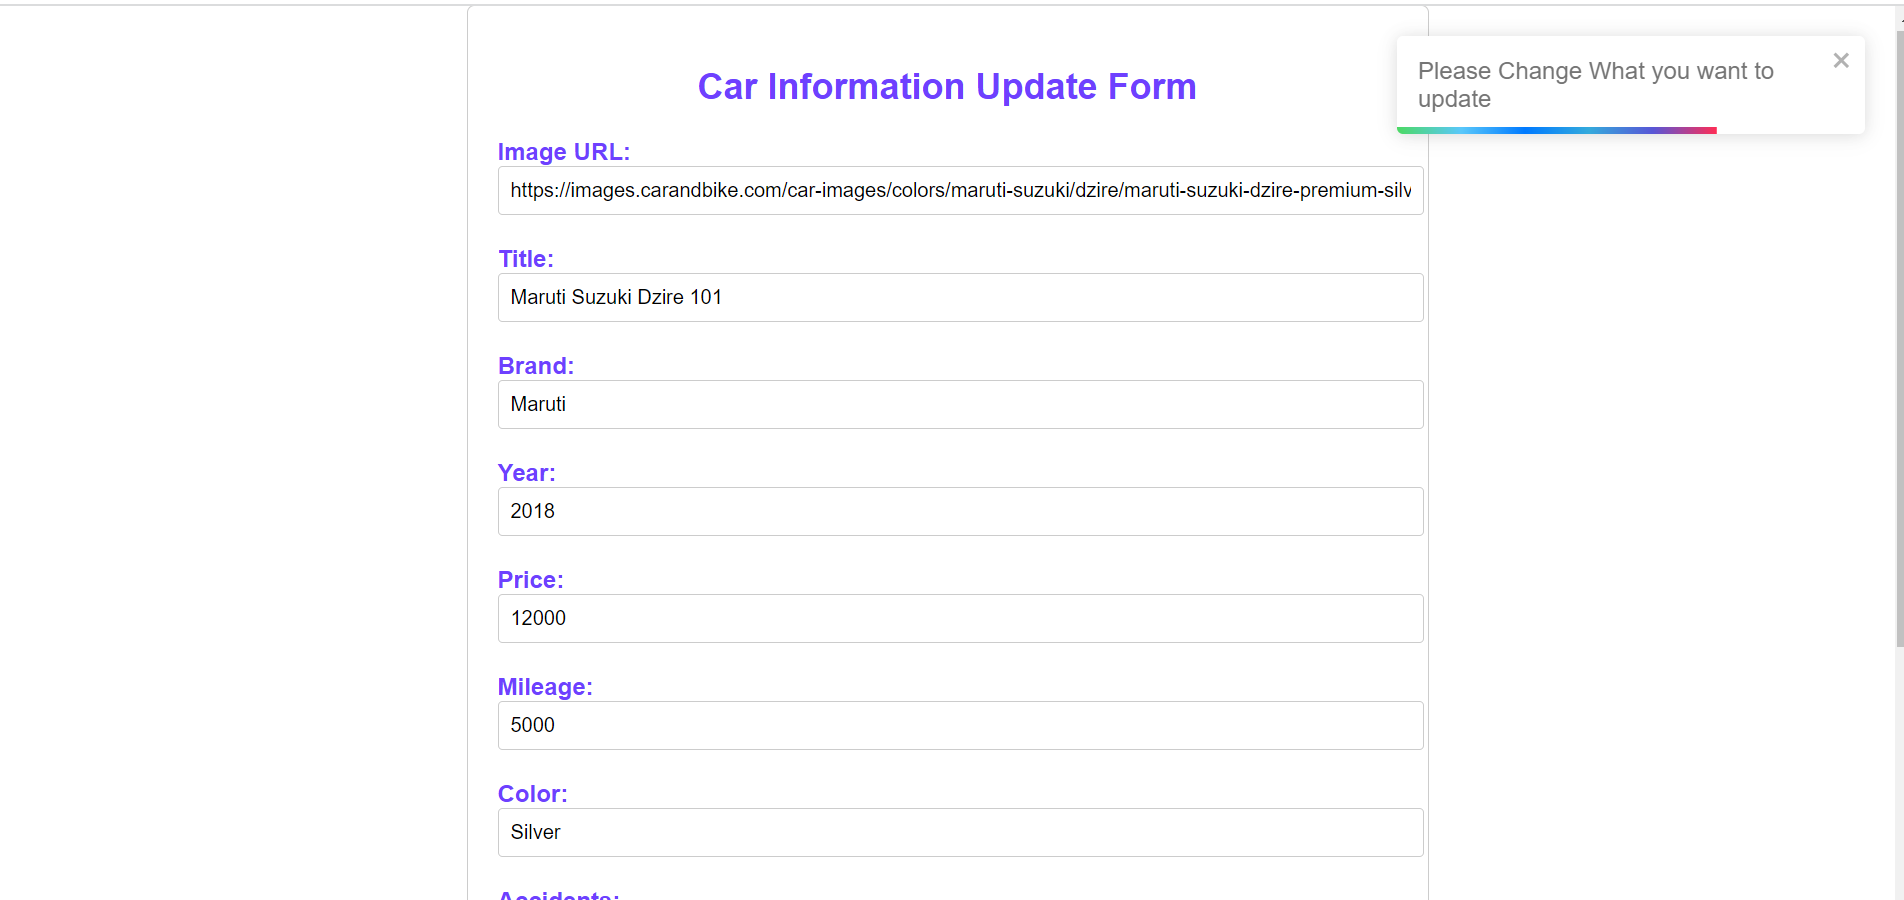 Car Information Update Form
Please Change What you want to
update
Image URL:
https://images.carandbike.com/car-images/colors/maruti-suzuki/dzire/maruti-suzuki-dzire-premium-silv
Title:
Maruti Suzuki Dzire 101
Brand:
Maruti
Year:
2018
Price:
12000
Mileage:
5000
Color:
Silver
Accidents: